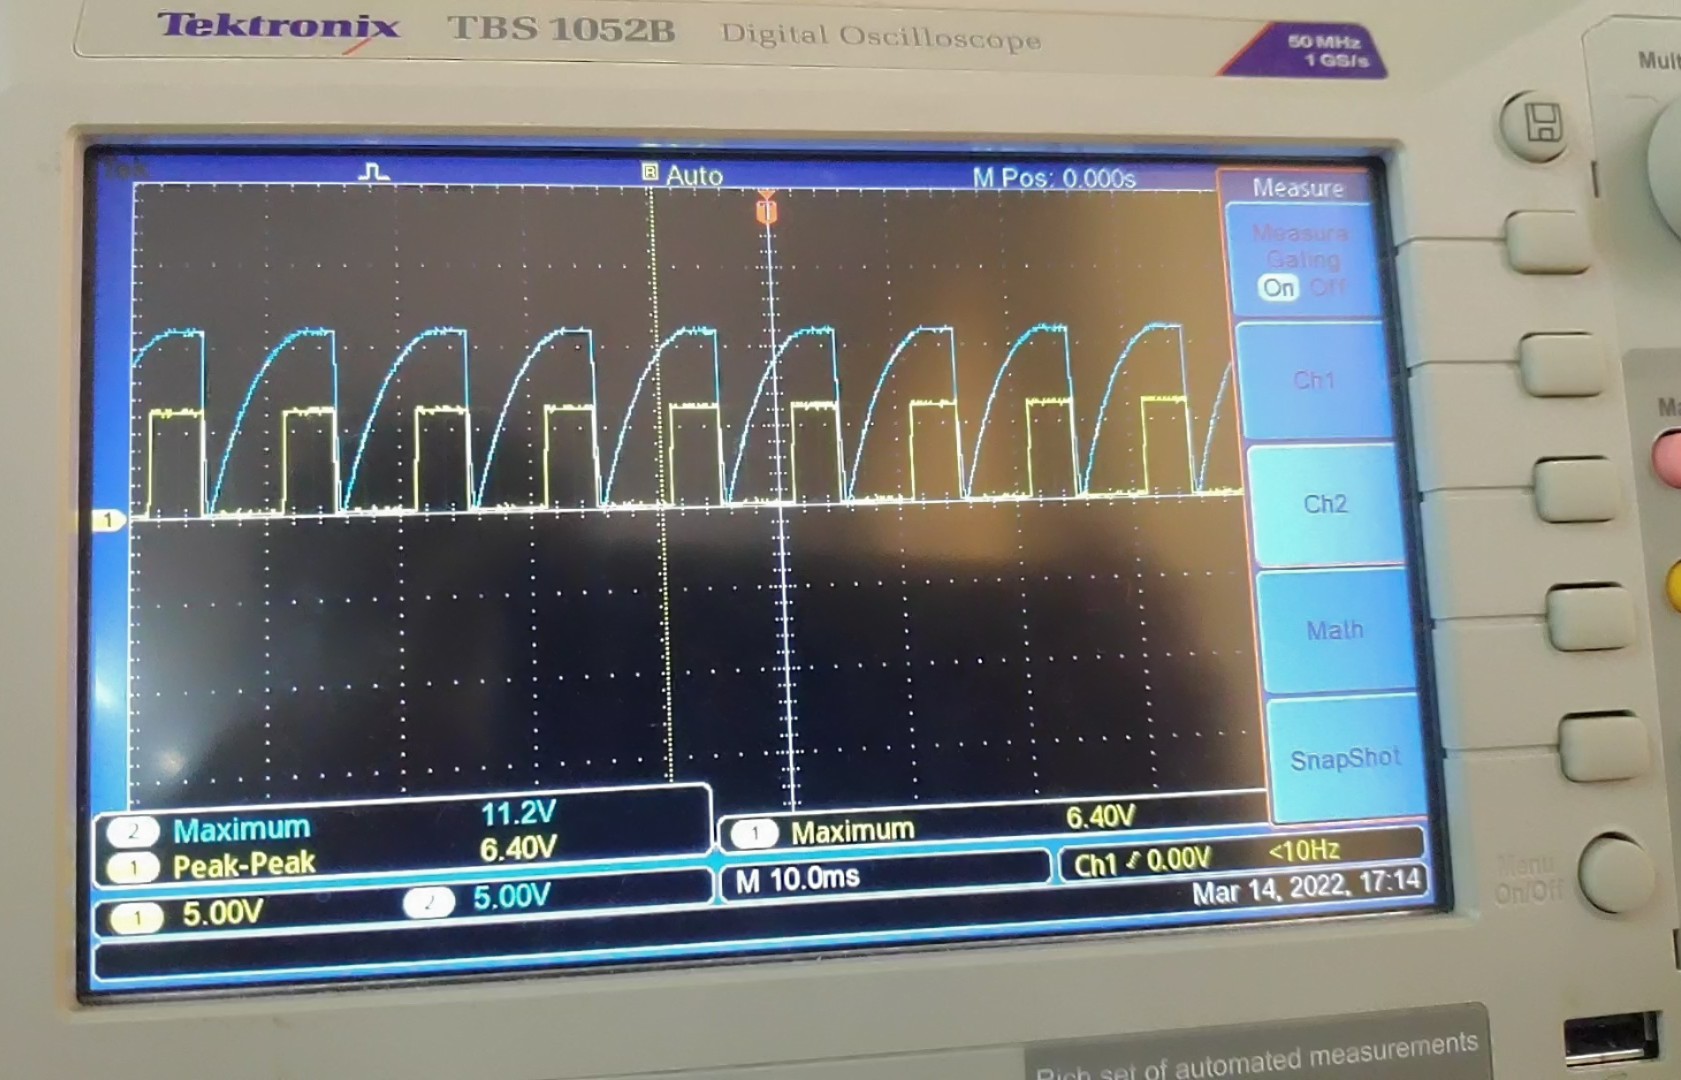 Tektronix TBS 1052B Digital Oscilloscope
50 MHz
1 GS/s
Mult
Tek R Auto M Pos: 0.000s
T
Measure
Measure
Gating
On Off
Ch1
Ch2
Math
SnapShot
1
2 Maximum 11.2V
1 Peak-Peak 6.40V
1 Maximum 6.40V
1 5.00V 2 5.00V
M 10.0ms
Ch1 0.00V <10Hz
Mar 14, 2022, 17:14
Menu
On/Off
Rich set of automated measurements